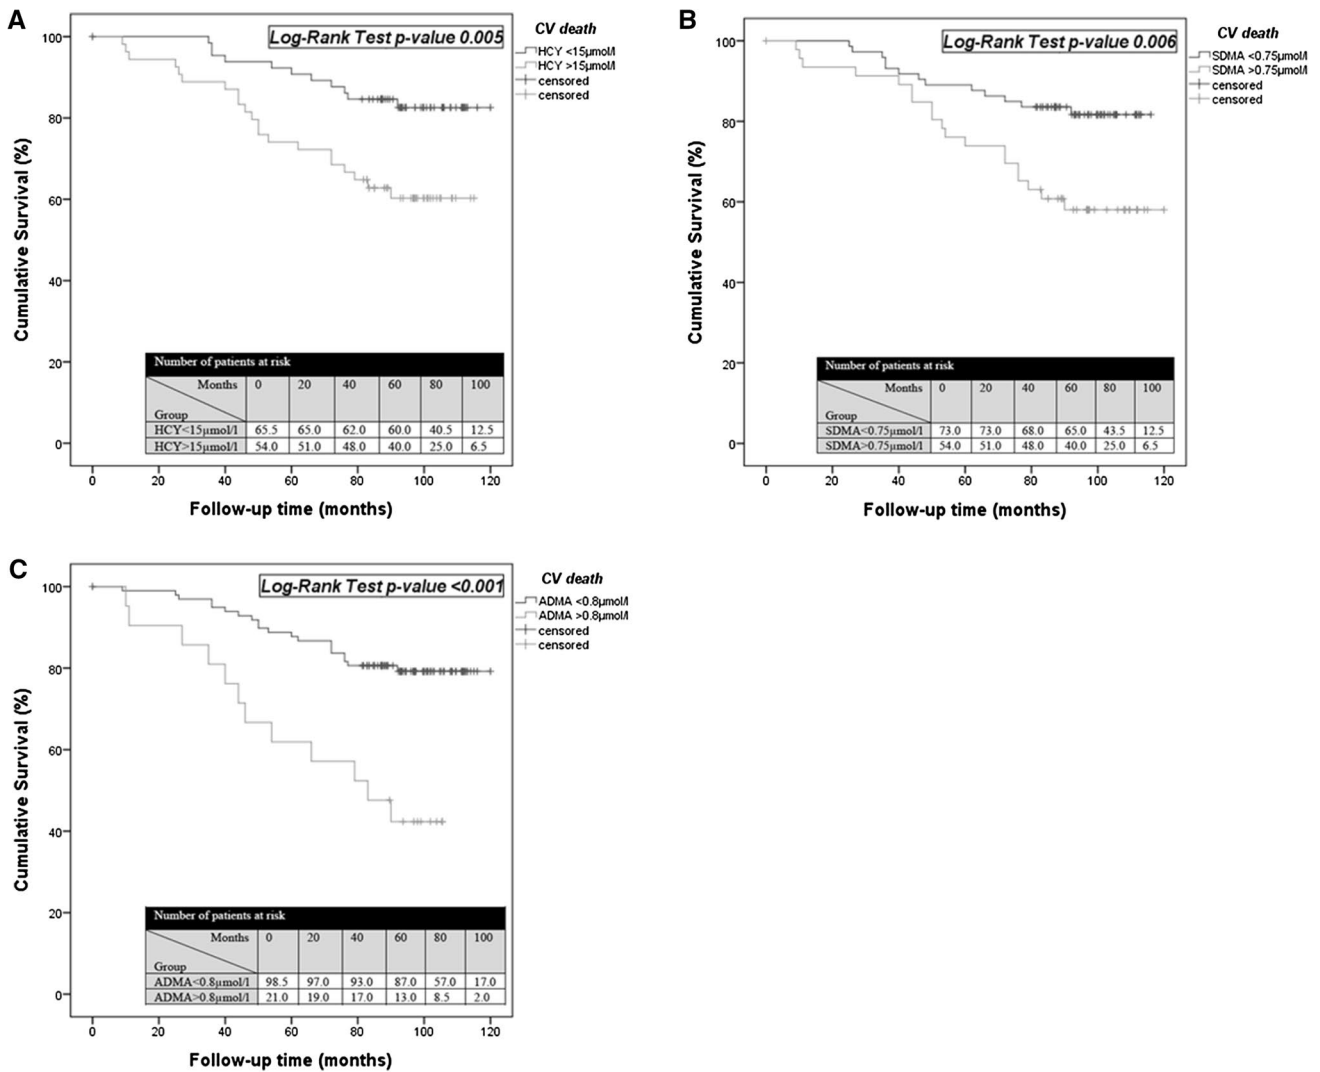 A
Log-Rank Test p-value 0.005
CV death
HCY <15µmol/l
HCY >15µmol/l
censored
censored
Cumulative Survival (%)
100
80
60
40
20
0
Number of patients at risk
Months 0 20 40 60 80 100
Group
HCY<15µmol/l 65.5 65.0 62.0 60.0 40.5 12.5
HCY>15µmol/l 54.0 51.0 48.0 40.0 25.0 6.5
0 20 40 60 80 100 120
Follow-up time (months)
B
Log-Rank Test p-value 0.006
CV death
SDMA <0.75µmol/l
SDMA >0.75µmol/l
censored
censored
Cumulative Survival (%)
100
80
60
40
20
0
Number of patients at risk
Months 0 20 40 60 80 100
Group
SDMA<0.75µmol/l 73.0 73.0 68.0 65.0 43.5 12.5
SDMA>0.75µmol/l 54.0 51.0 48.0 40.0 25.0 6.5
0 20 40 60 80 100 120
Follow-up time (months)
C
Log-Rank Test p-value <0.001
CV death
ADMA <0.8µmol/l
ADMA >0.8µmol/l
censored
censored
Cumulative Survival (%)
100
80
60
40
20
0
Number of patients at risk
Months 0 20 40 60 80 100
Group
ADMA<0.8µmol/l 98.5 97.0 93.0 87.0 57.0 17.0
ADMA>0.8µmol/l 21.0 19.0 17.0 13.0 8.5 2.0
0 20 40 60 80 100 120
Follow-up time (months)